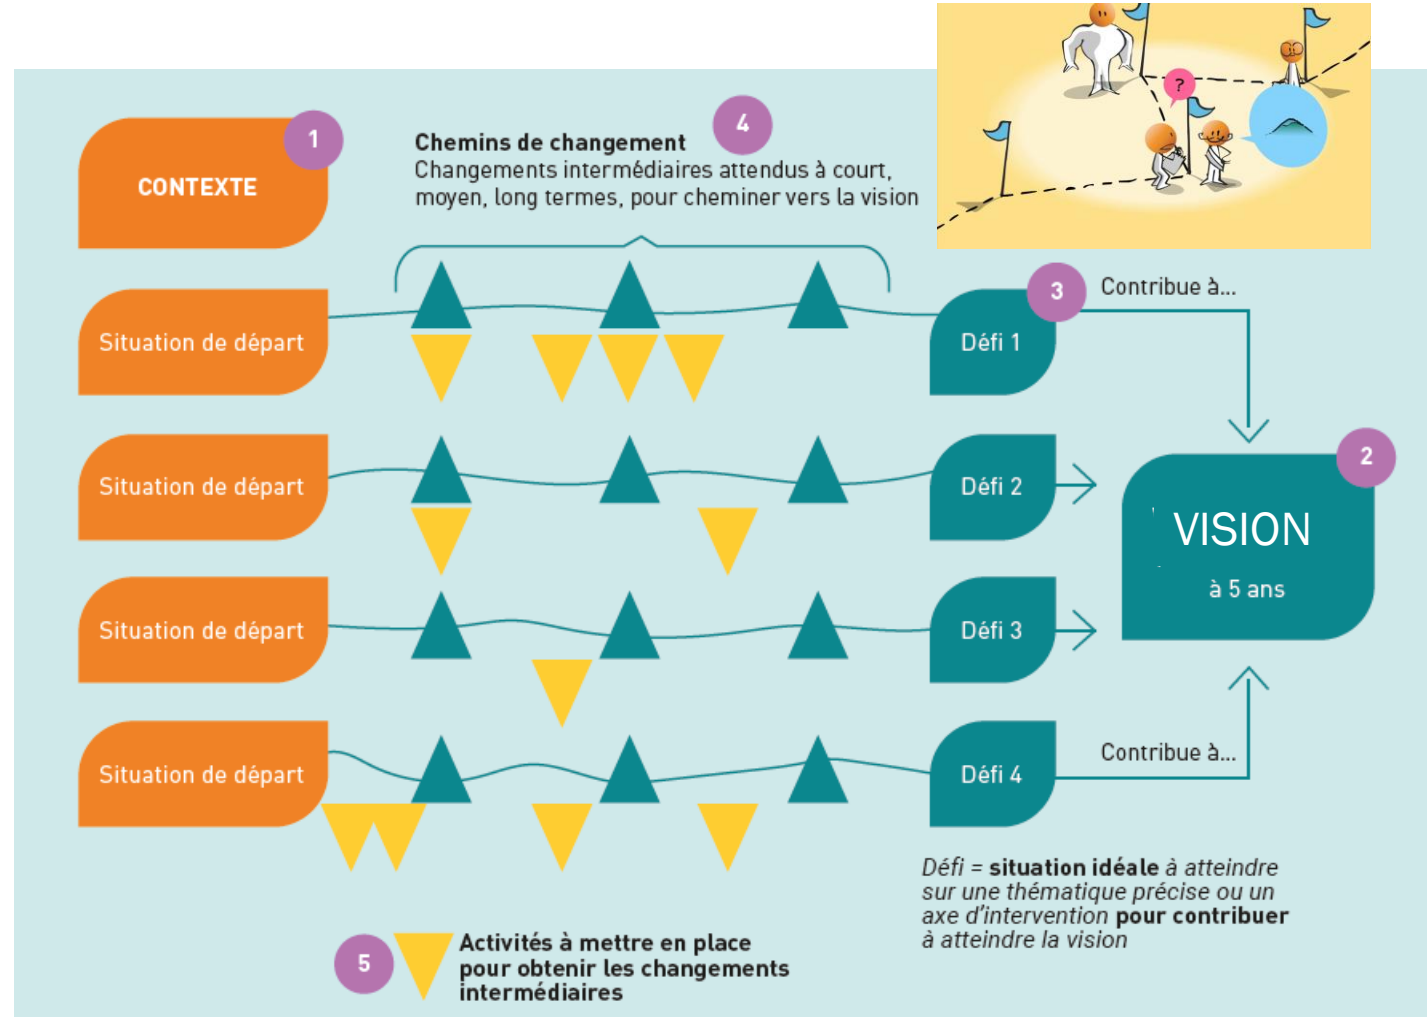 ?
1
CONTEXTE
4
Chemins de changement
Changements intermédiaires attendus à court,
moyen, long termes, pour cheminer vers la vision
Situation de départ
3
Défi 1
Contribue à...
Situation de départ
Défi 2
2
VISION
à 5 ans
Situation de départ
Défi 3
Situation de départ
Défi 4
Contribue à...
Défi = situation idéale à atteindre
sur une thématique précise ou un
axe d'intervention pour contribuer
à atteindre la vision
5
Activités à mettre en place
pour obtenir les changements
intermédiaires